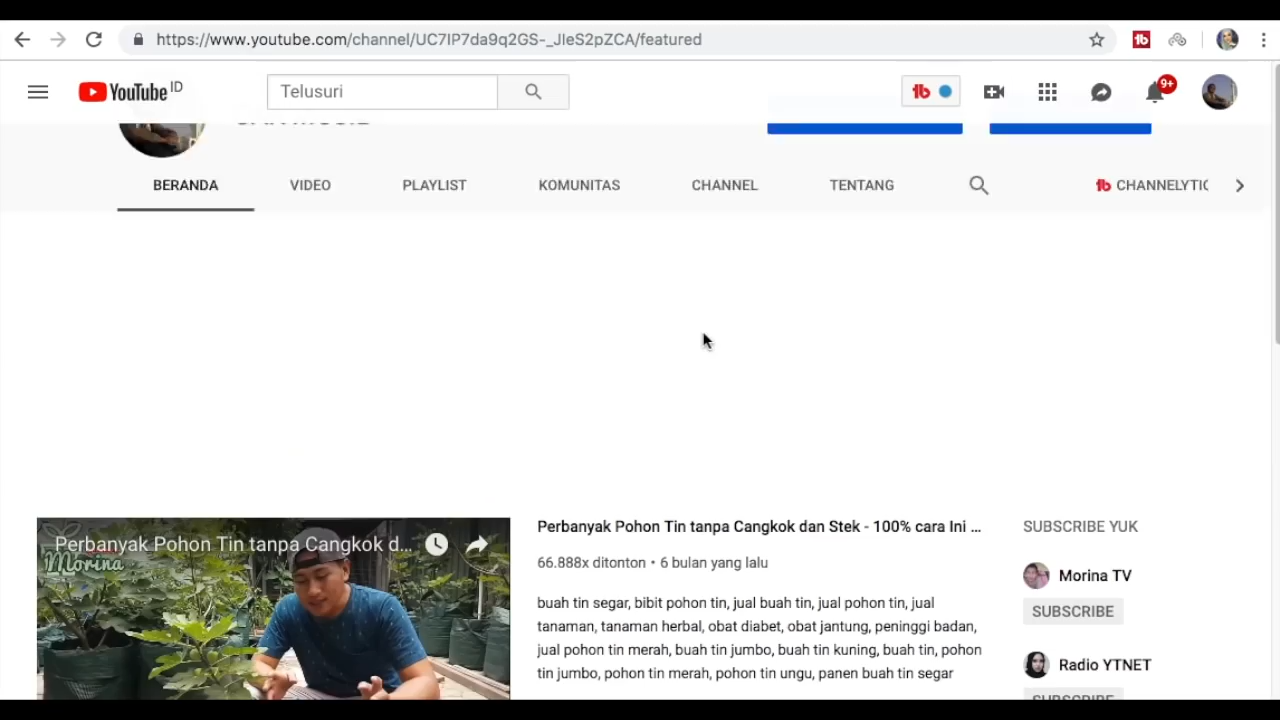 https://www.youtube.com/channel/UC7IP7da9q2GS-_JIeS2pZCA/featured
YouTube ID
Telusuri
9+
BERANDA
VIDEO
PLAYLIST
KOMUNITAS
CHANNEL
TENTANG
CHANNELYTIC
Perbanyak Pohon Tin tanpa Cangkok d...
Morina
Perbanyak Pohon Tin tanpa Cangkok dan Stek - 100% cara Ini ...
66.888x ditonton • 6 bulan yang lalu
buah tin segar, bibit pohon tin, jual buah tin, jual pohon tin, jual
tanaman, tanaman herbal, obat diabet, obat jantung, peninggi badan,
jual pohon tin merah, buah tin jumbo, buah tin kuning, buah tin, pohon
tin jumbo, pohon tin merah, pohon tin ungu, panen buah tin segar
SUBSCRIBE YUK
Morina TV
SUBSCRIBE
Radio YTNET
SUBSCRIBE